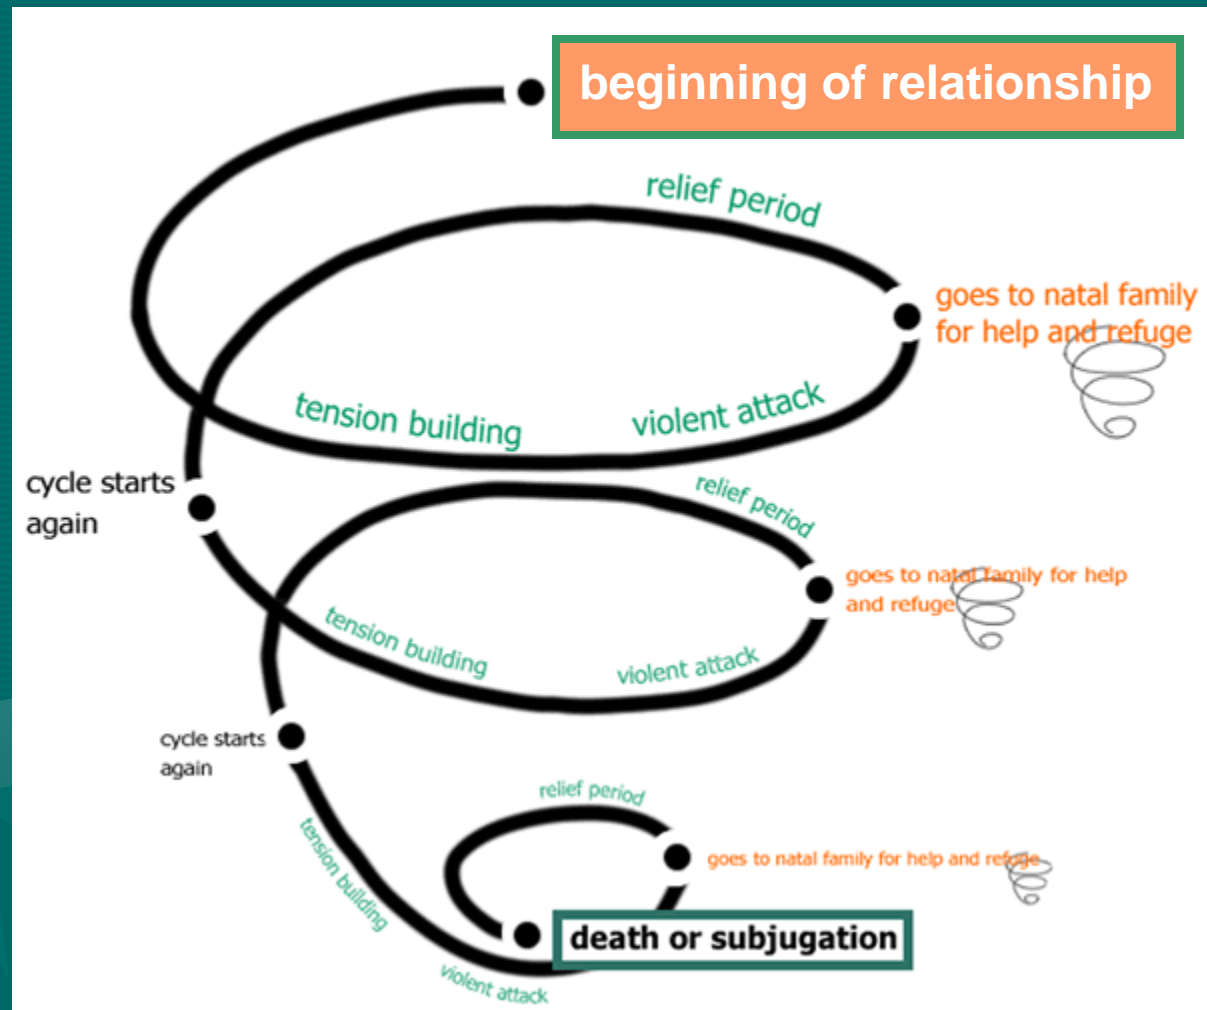 beginning of relationship
relief period
goes to natal family
for help and refuge
tension building
violent attack
cycle starts
again
relief period
goes to natal family for help
and refuge
tension building
violent attack
cycle starts
again
relief period
tension building
goes to natal family for help and refuge
death or subjugation
violent attack